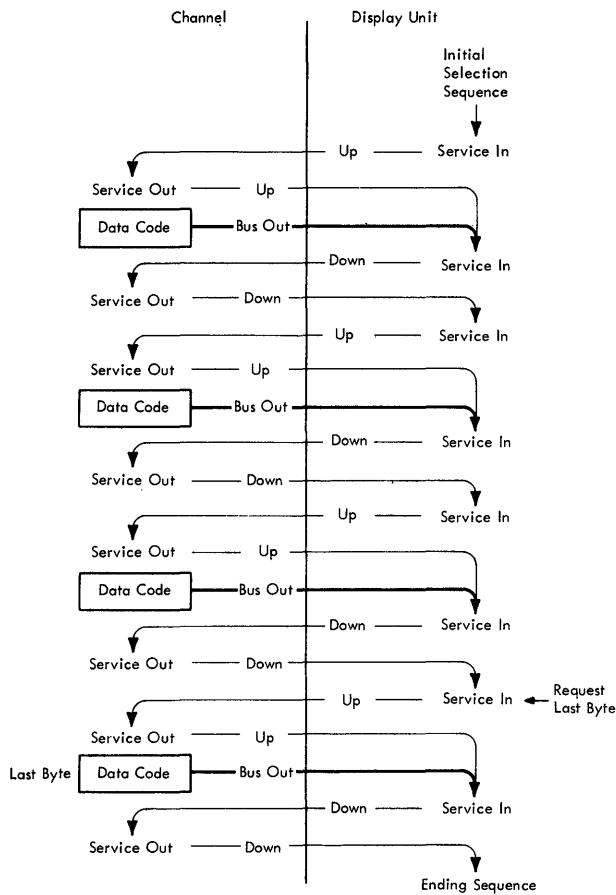 Channel Display Unit
Initial
Selection
Sequence
Up Service In
Service Out Up
Data Code Bus Out
Down Service In
Service Out Down
Up Service In
Service Out Up
Data Code Bus Out
Down Service In
Service Out Down
Up Service In
Service Out Up
Data Code Bus Out
Down Service In
Service Out Down
Up Service In Request
Last Byte
Service Out Up
Last Byte Data Code Bus Out
Down Service In
Service Out Down
Ending Sequence